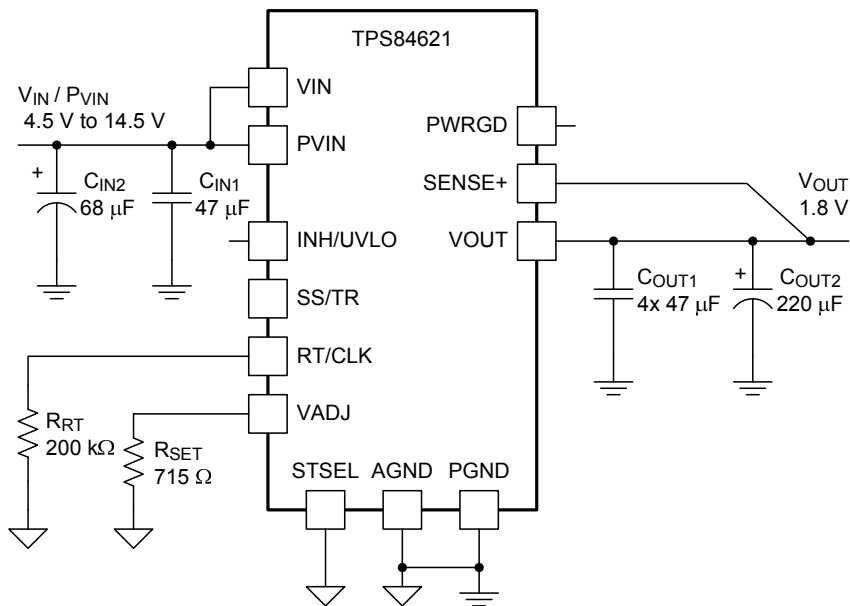 TPS84621
VIN
PWRGD
VIN / PVIN
4.5 V to 14.5 V
PVIN
SENSE+
+
CIN2
68 μF
CIN1
47 μF
VOUT
1.8 V
INH/UVLO
VOUT
SS/TR
COUT1
4x 47 μF
+
COUT2
220 μF
RT/CLK
VADJ
RRT
200 kΩ
RSET
715 Ω
STSEL
AGND
PGND